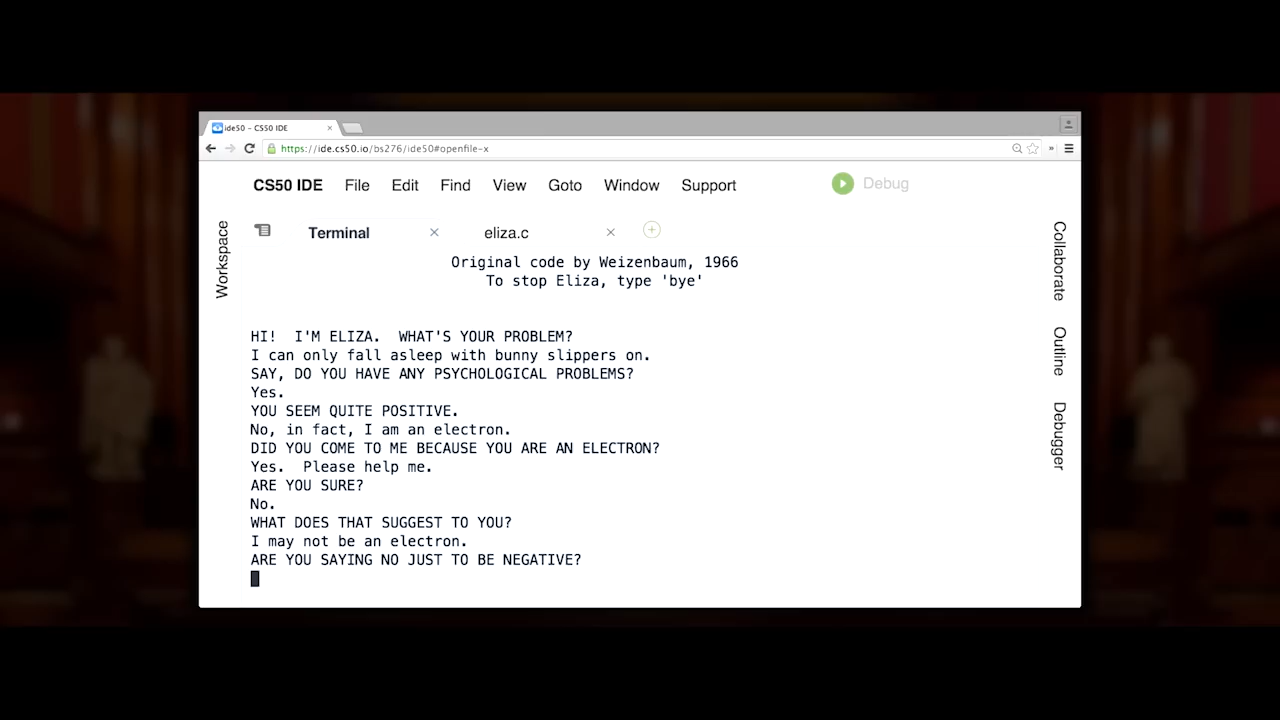 ide50 - CS50 IDE
https://ide.cs50.io/bs276/ide50#openfile-x
CS50 IDE File Edit Find View Goto Window Support Debug
Workspace
Terminal eliza.c
Original code by Weizenbaum, 1966
To stop Eliza, type 'bye'
HI! I'M ELIZA. WHAT'S YOUR PROBLEM?
I can only fall asleep with bunny slippers on.
SAY, DO YOU HAVE ANY PSYCHOLOGICAL PROBLEMS?
Yes.
YOU SEEM QUITE POSITIVE.
No, in fact, I am an electron.
DID YOU COME TO ME BECAUSE YOU ARE AN ELECTRON?
Yes. Please help me.
ARE YOU SURE?
No.
WHAT DOES THAT SUGGEST TO YOU?
I may not be an electron.
ARE YOU SAYING NO JUST TO BE NEGATIVE?
Collaborate
Outline
Debugger